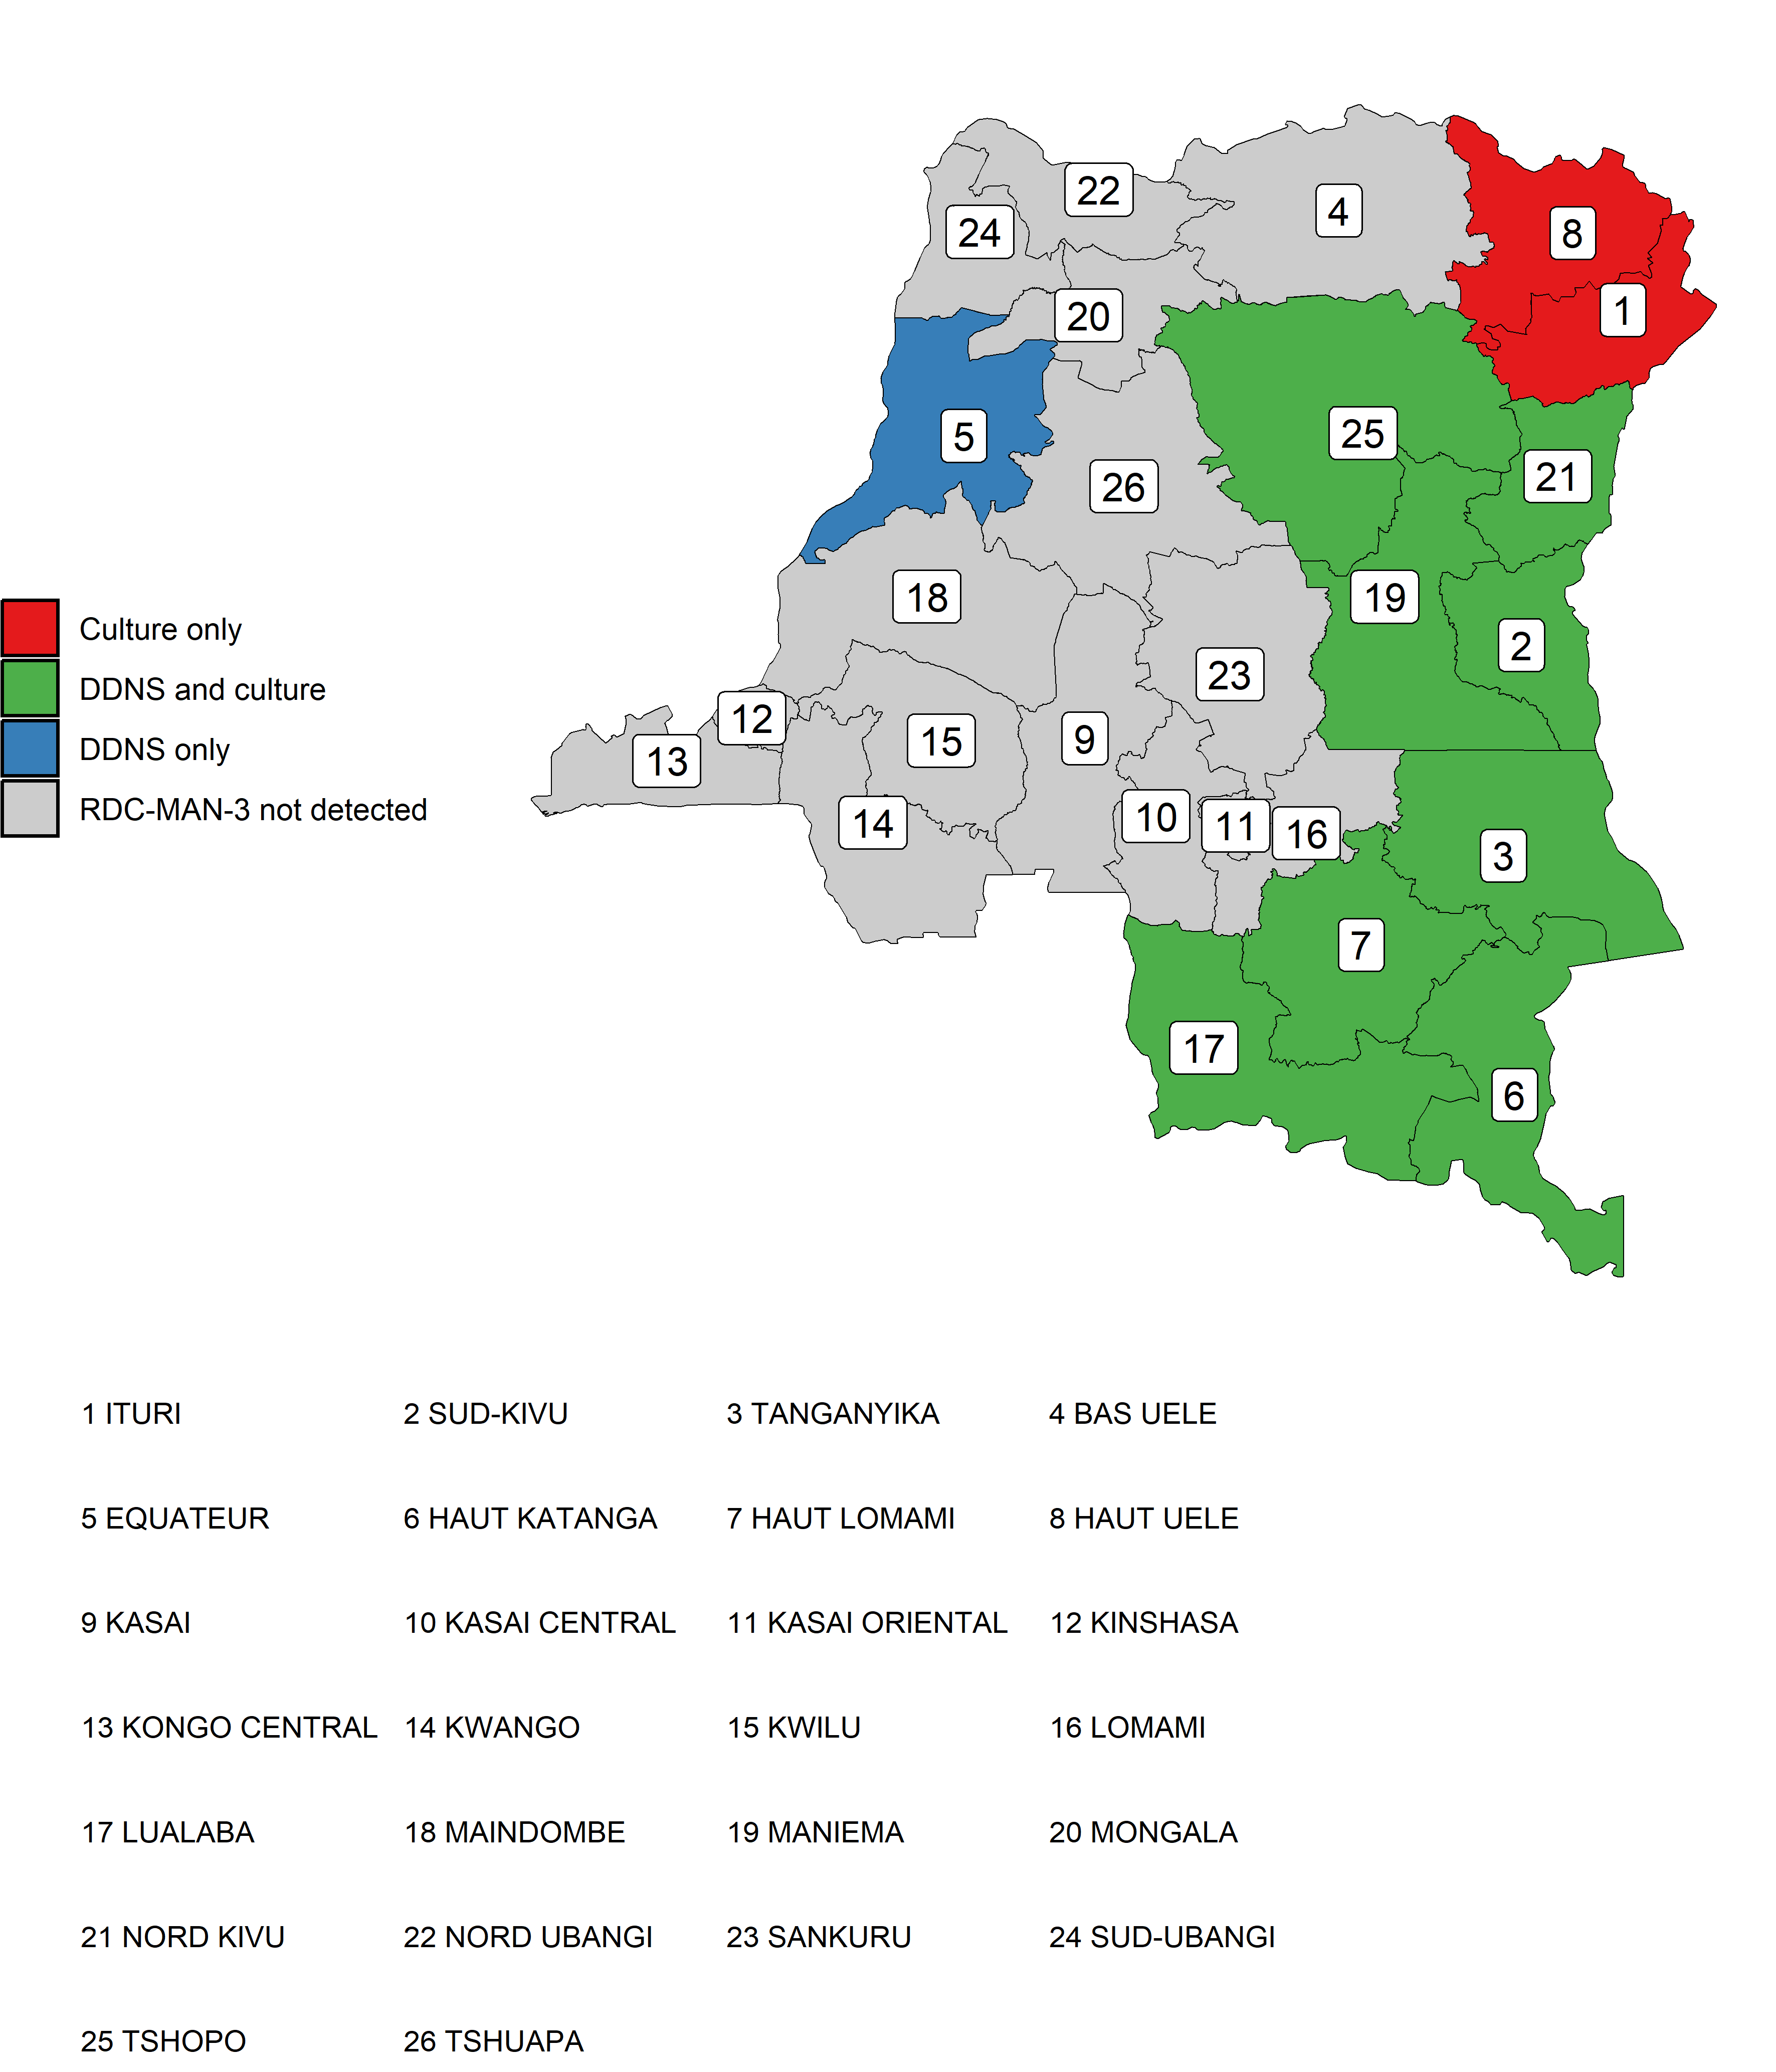 22
4
24
8
1
20
5
25
21
26
18
19
2
23
12
15
9
13
10
11
16
14
3
7
17
6
Culture only
DDNS and culture
DDNS only
RDC-MAN-3 not detected
1 ITURI 2 SUD-KIVU 3 TANGANYIKA 4 BAS UELE
5 EQUATEUR 6 HAUT KATANGA 7 HAUT LOMAMI 8 HAUT UELE
9 KASAI 10 KASAI CENTRAL 11 KASAI ORIENTAL 12 KINSHASA
13 KONGO CENTRAL 14 KWANGO 15 KWILU 16 LOMAMI
17 LUALABA 18 MAINDOMBE 19 MANIEMA 20 MONGALA
21 NORD KIVU 22 NORD UBANGI 23 SANKURU 24 SUD-UBANGI
25 TSHOPO 26 TSHUAPA